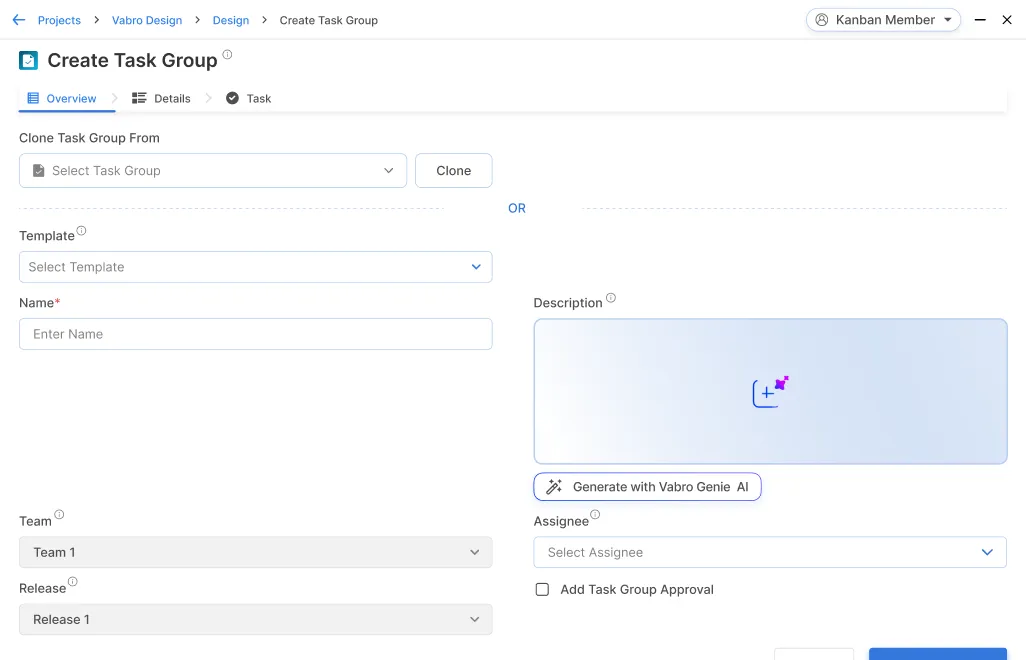 Projects > Vabro Design > Design > Create Task Group
Kanban Member
Create Task Group
Overview
Details
Task
Clone Task Group From
Select Task Group
Clone
OR
Template
Select Template
Name*
Enter Name
Description
Generate with Vabro Genie AI
Team
Team 1
Assignee
Select Assignee
Release
Release 1
Add Task Group Approval